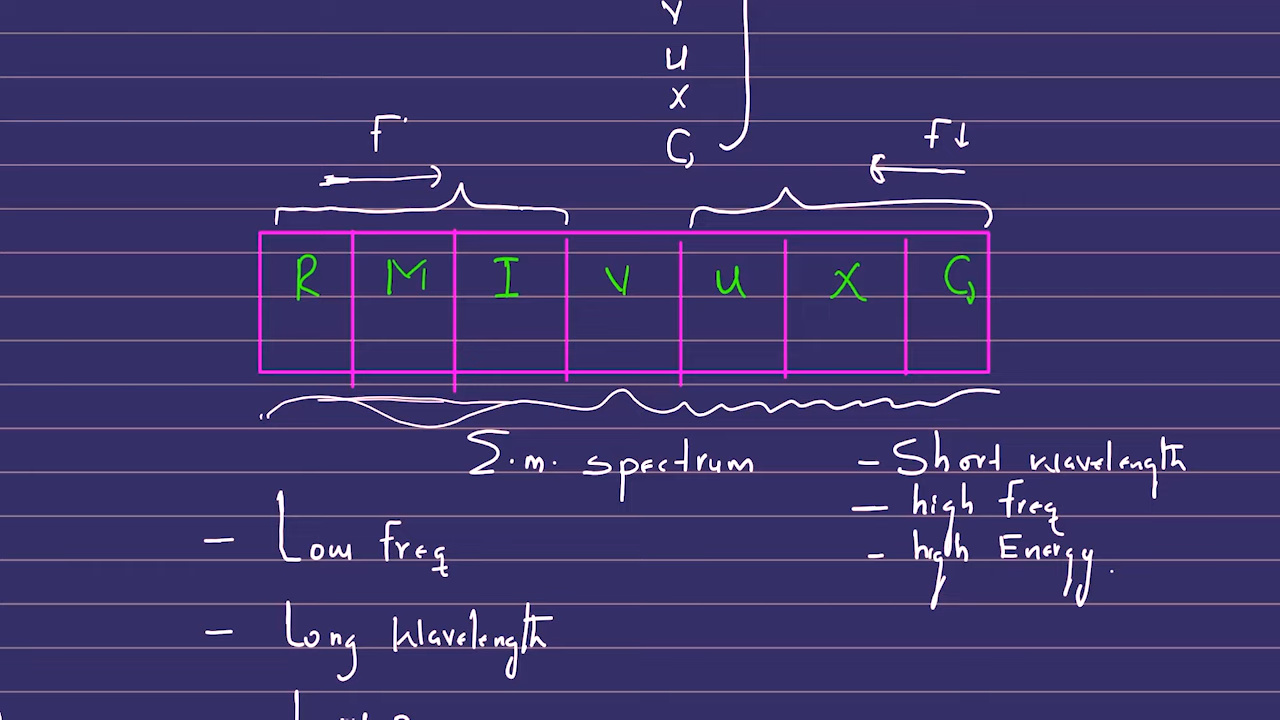 V
U
X
G
F
F↓
R M I V U X G
E.m. spectrum
- Short wavelength
- high freq
- high Energy.
- Low freq
- Long Wavelength